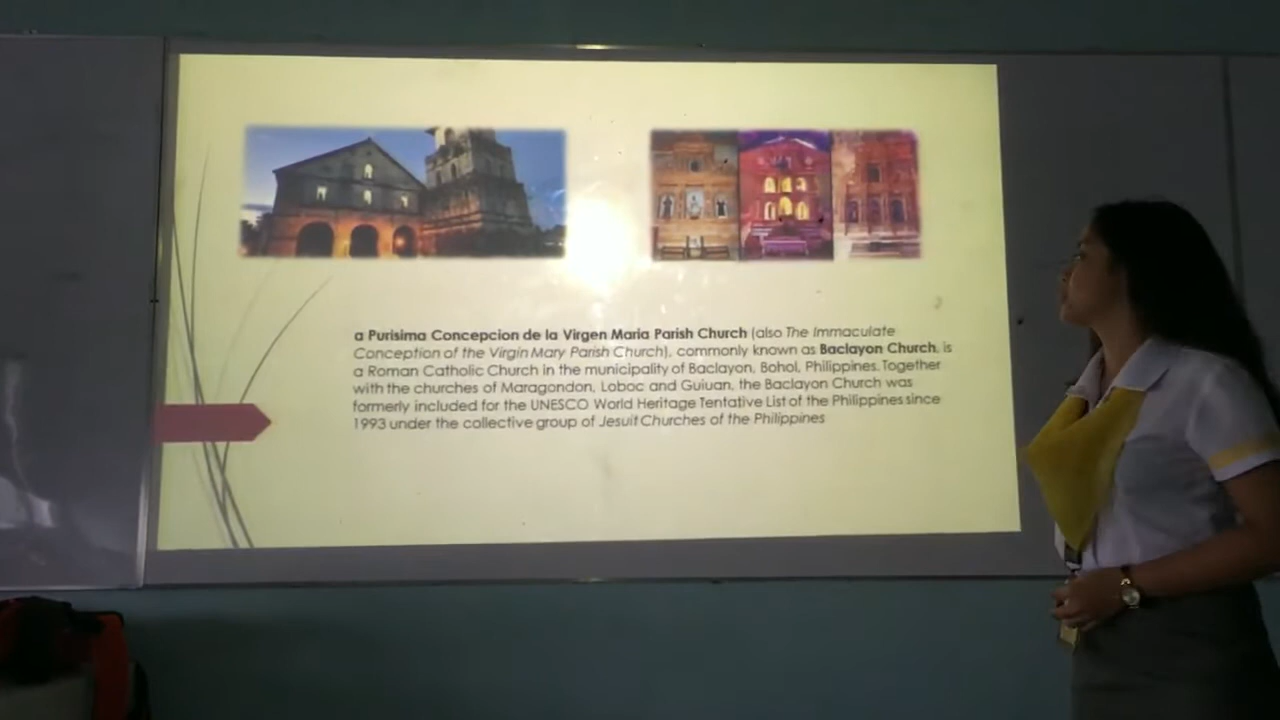 a Purisima Concepcion de la Virgen Maria Parish Church (also The Immaculate
Conception of the Virgin Mary Parish Church), commonly known as Baclayon Church, is
a Roman Catholic Church in the municipality of Baclayon, Bohol, Philippines. Together
with the churches of Maragondon, Loboc and Guiuan, the Baclayon Church was
formerly included for the UNESCO World Heritage Tentative List of the Philippines since
1993 under the collective group of Jesuit Churches of the Philippines